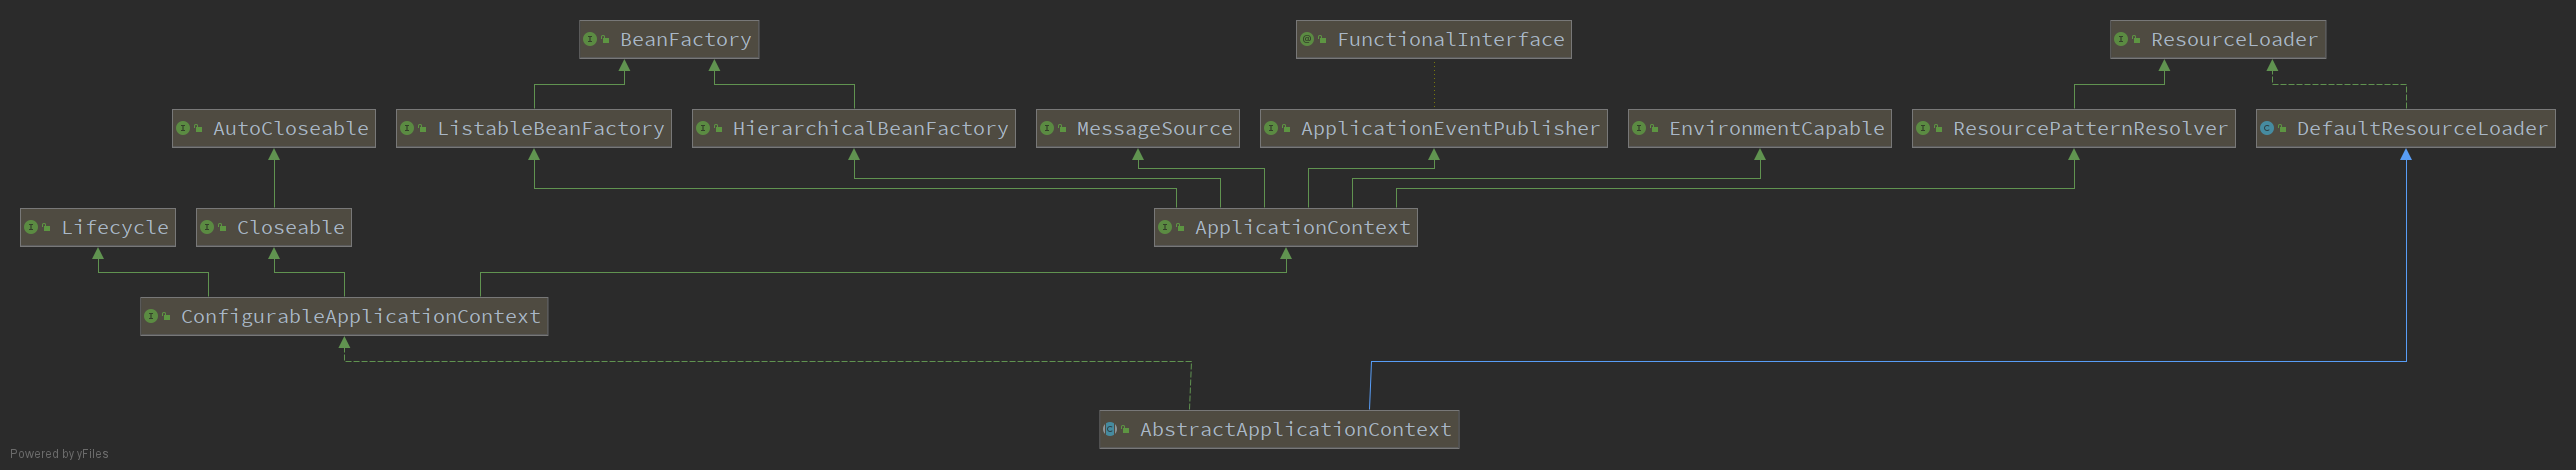 BeanFactory
FunctionalInterface
ResourceLoader
AutoCloseable
ListableBeanFactory
HierarchicalBeanFactory
MessageSource
ApplicationEventPublisher
EnvironmentCapable
ResourcePatternResolver
DefaultResourceLoader
Lifecycle
Closeable
ApplicationContext
ConfigurableApplicationContext
AbstractApplicationContext
Powered by yFiles